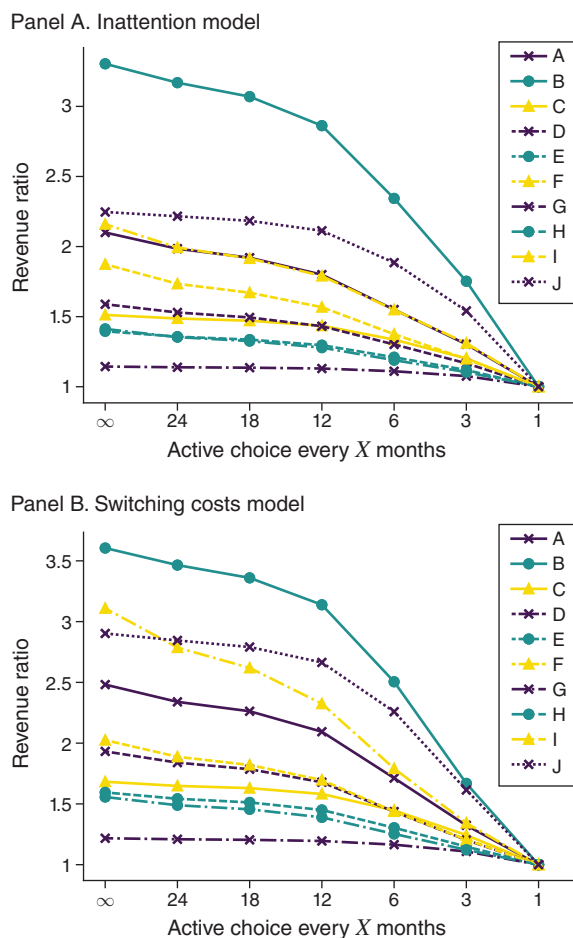 Panel A. Inattention model
3
2.5
2
1.5
1
Revenue ratio
∞ 24 18 12 6 3 1
Active choice every X months
A
B
C
D
E
F
G
H
I
J
Panel B. Switching costs model
3.5
3
2.5
2
1.5
1
Revenue ratio
∞ 24 18 12 6 3 1
Active choice every X months
A
B
C
D
E
F
G
H
I
J